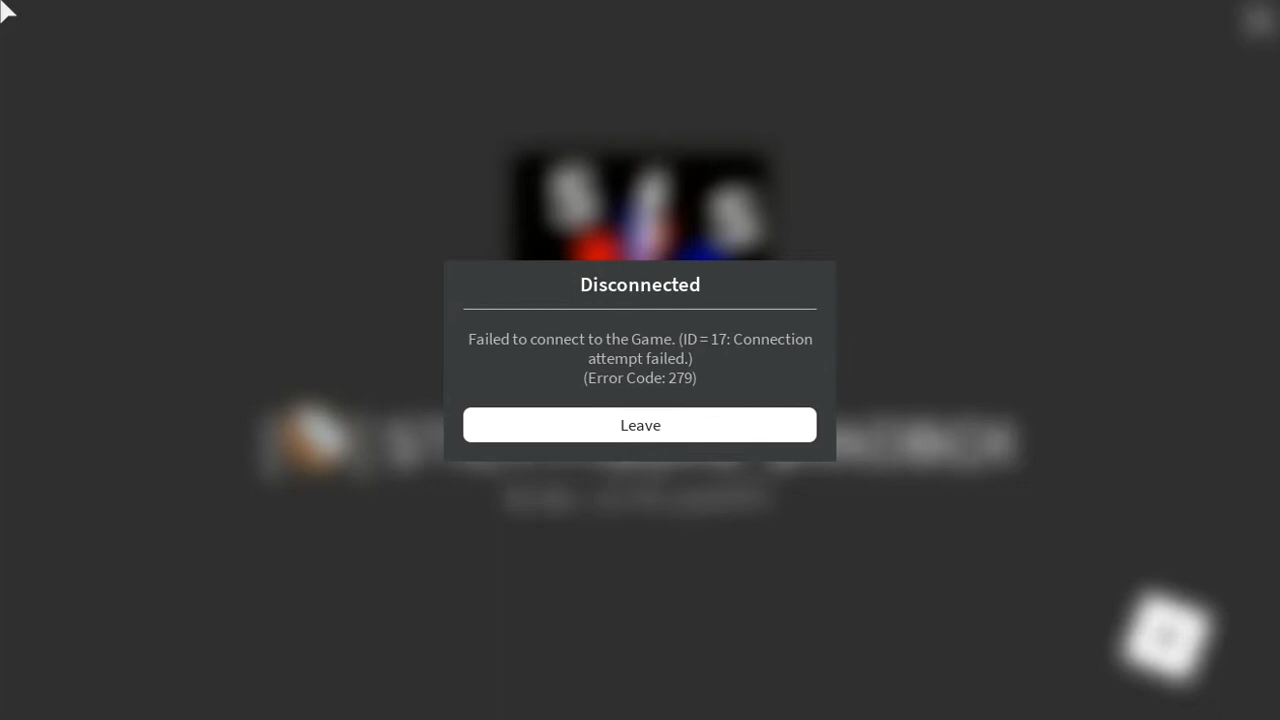 Disconnected
Failed to connect to the Game. (ID = 17: Connection
attempt failed.)
(Error Code: 279)
Leave